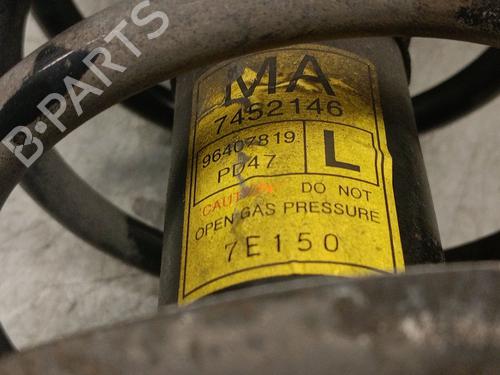 B·PARTS
MA
7452146
96407819
PD47
L
CAUTION DO NOT
OPEN GAS PRESSURE
7E150